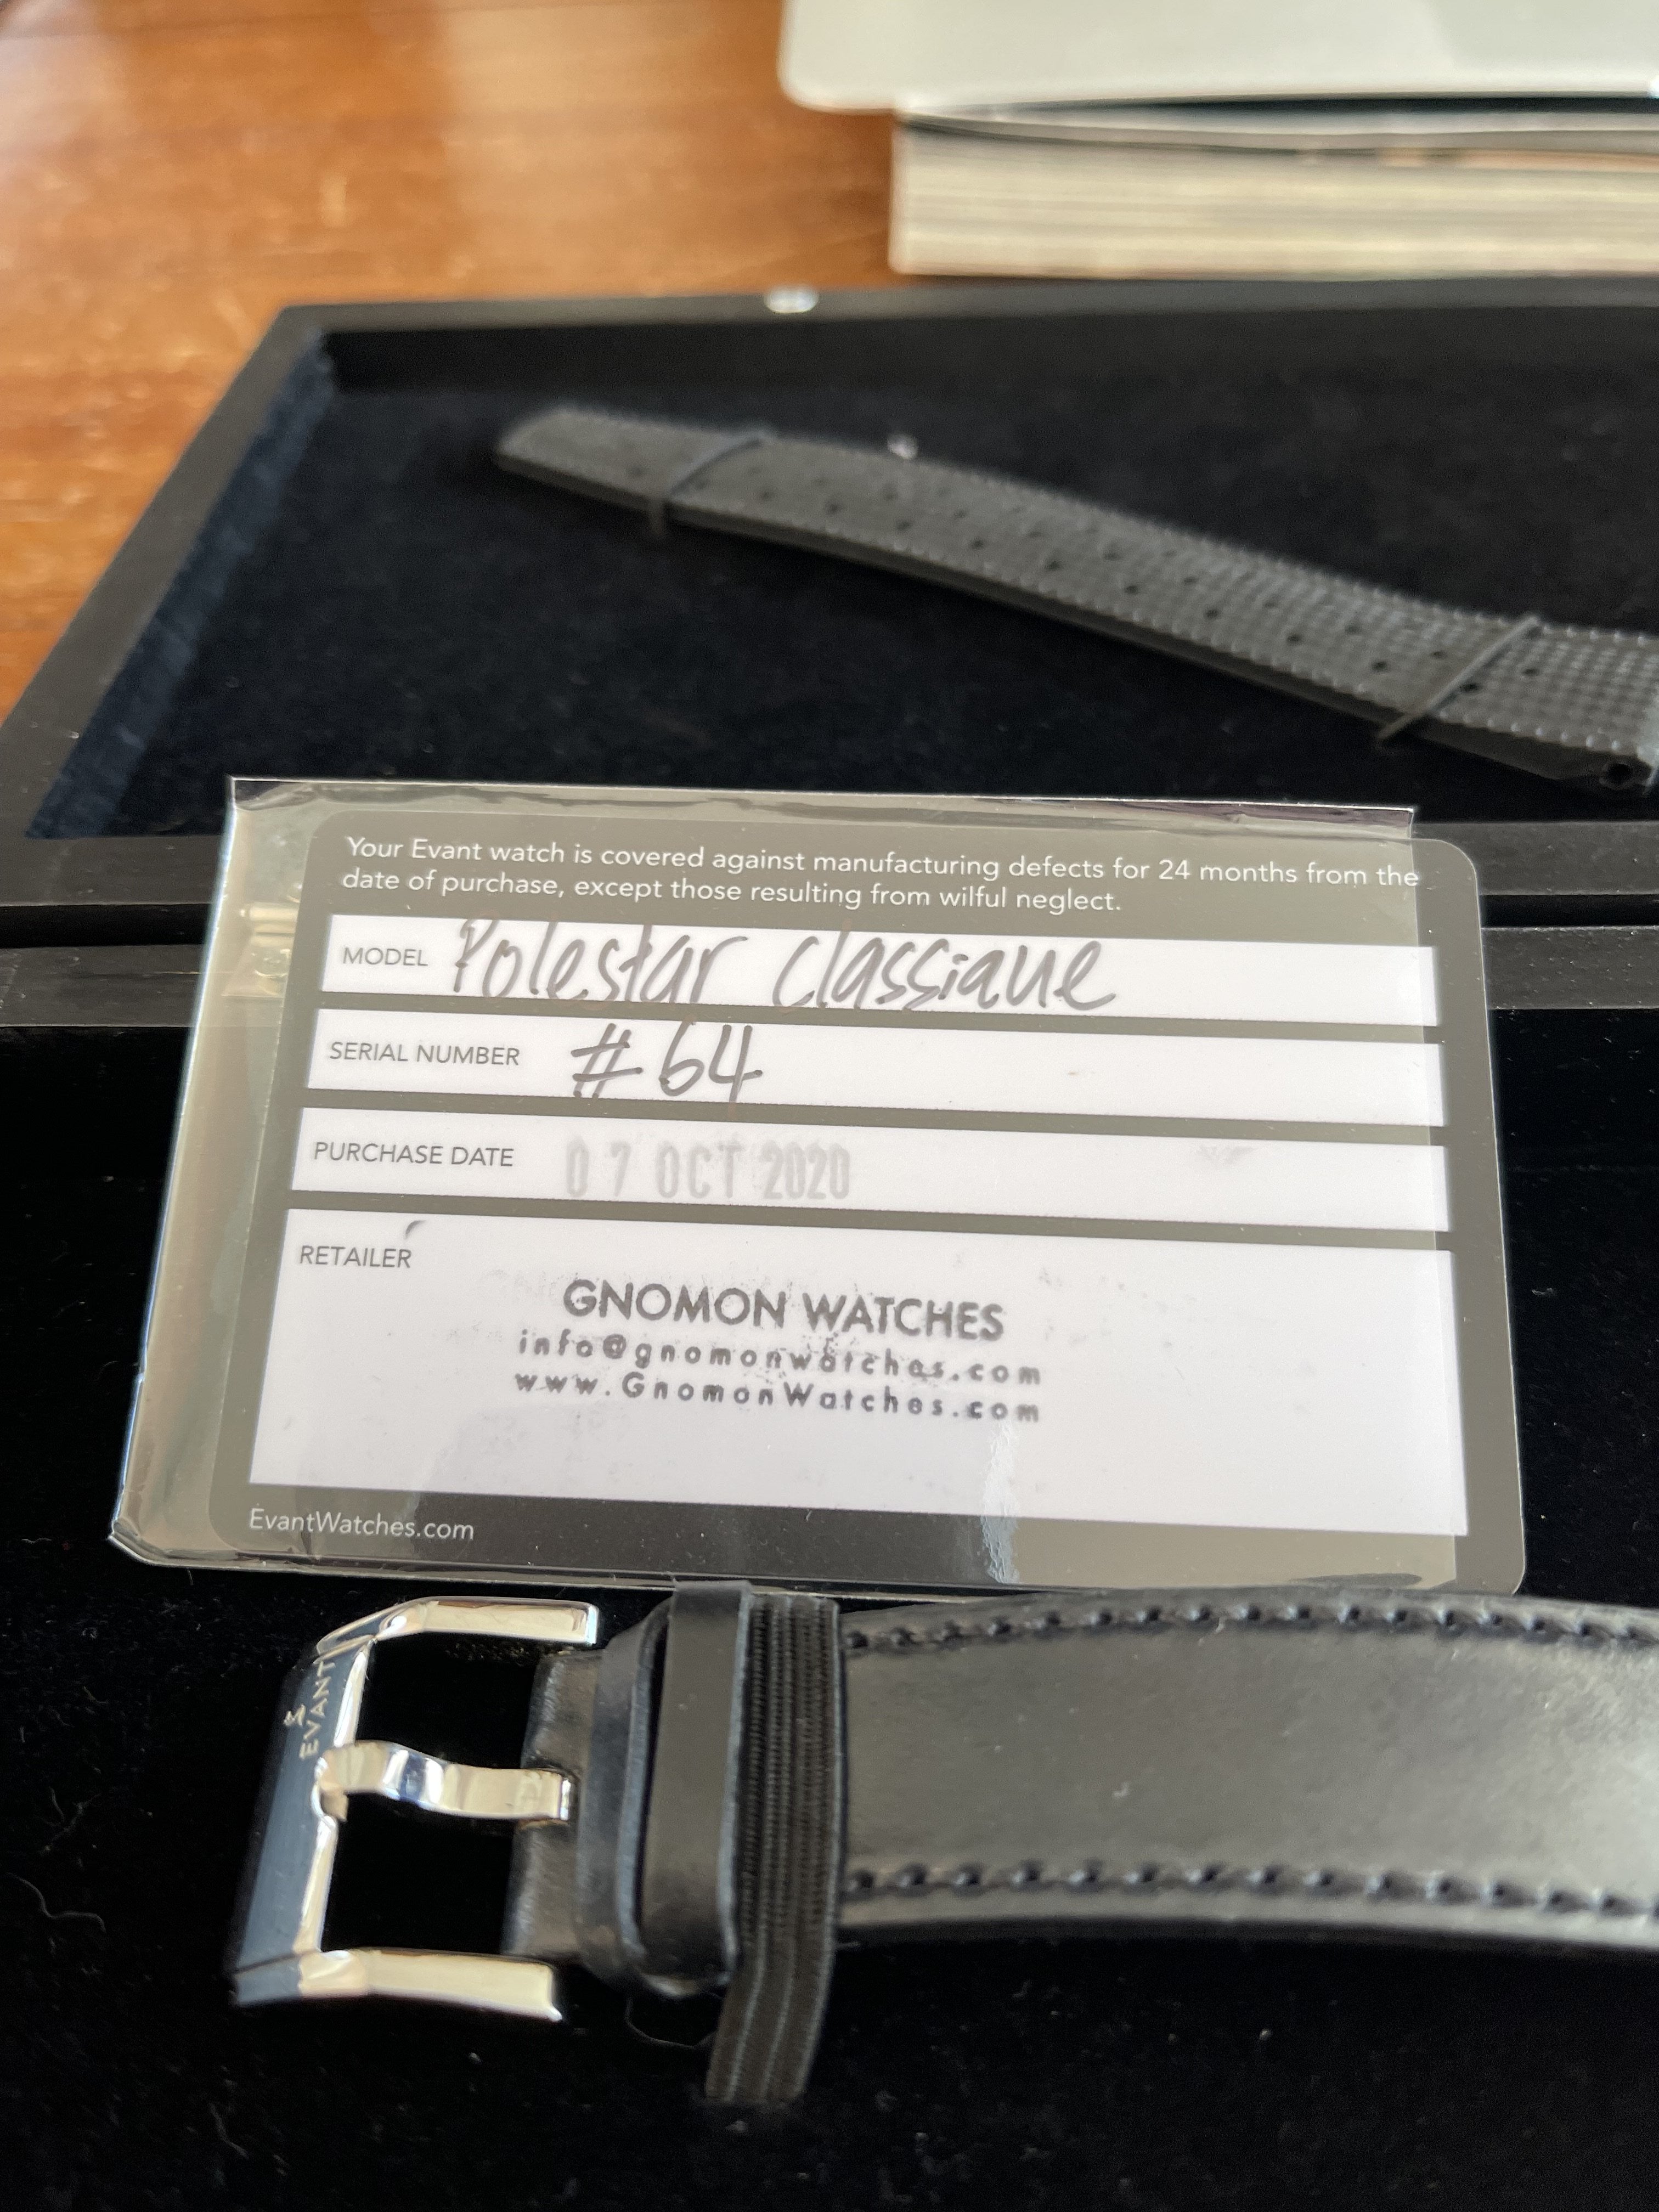 Your Evant watch is covered against manufacturing defects for 24 months from the
date of purchase, except those resulting from wilful neglect.
MODEL Polestar Classique
SERIAL NUMBER #64
PURCHASE DATE 07 OCT 2020
RETAILER
GNOMON WATCHES
info@gnomonwatches.com
www.GnomonWatches.com
EvantWatches.com
EVANT